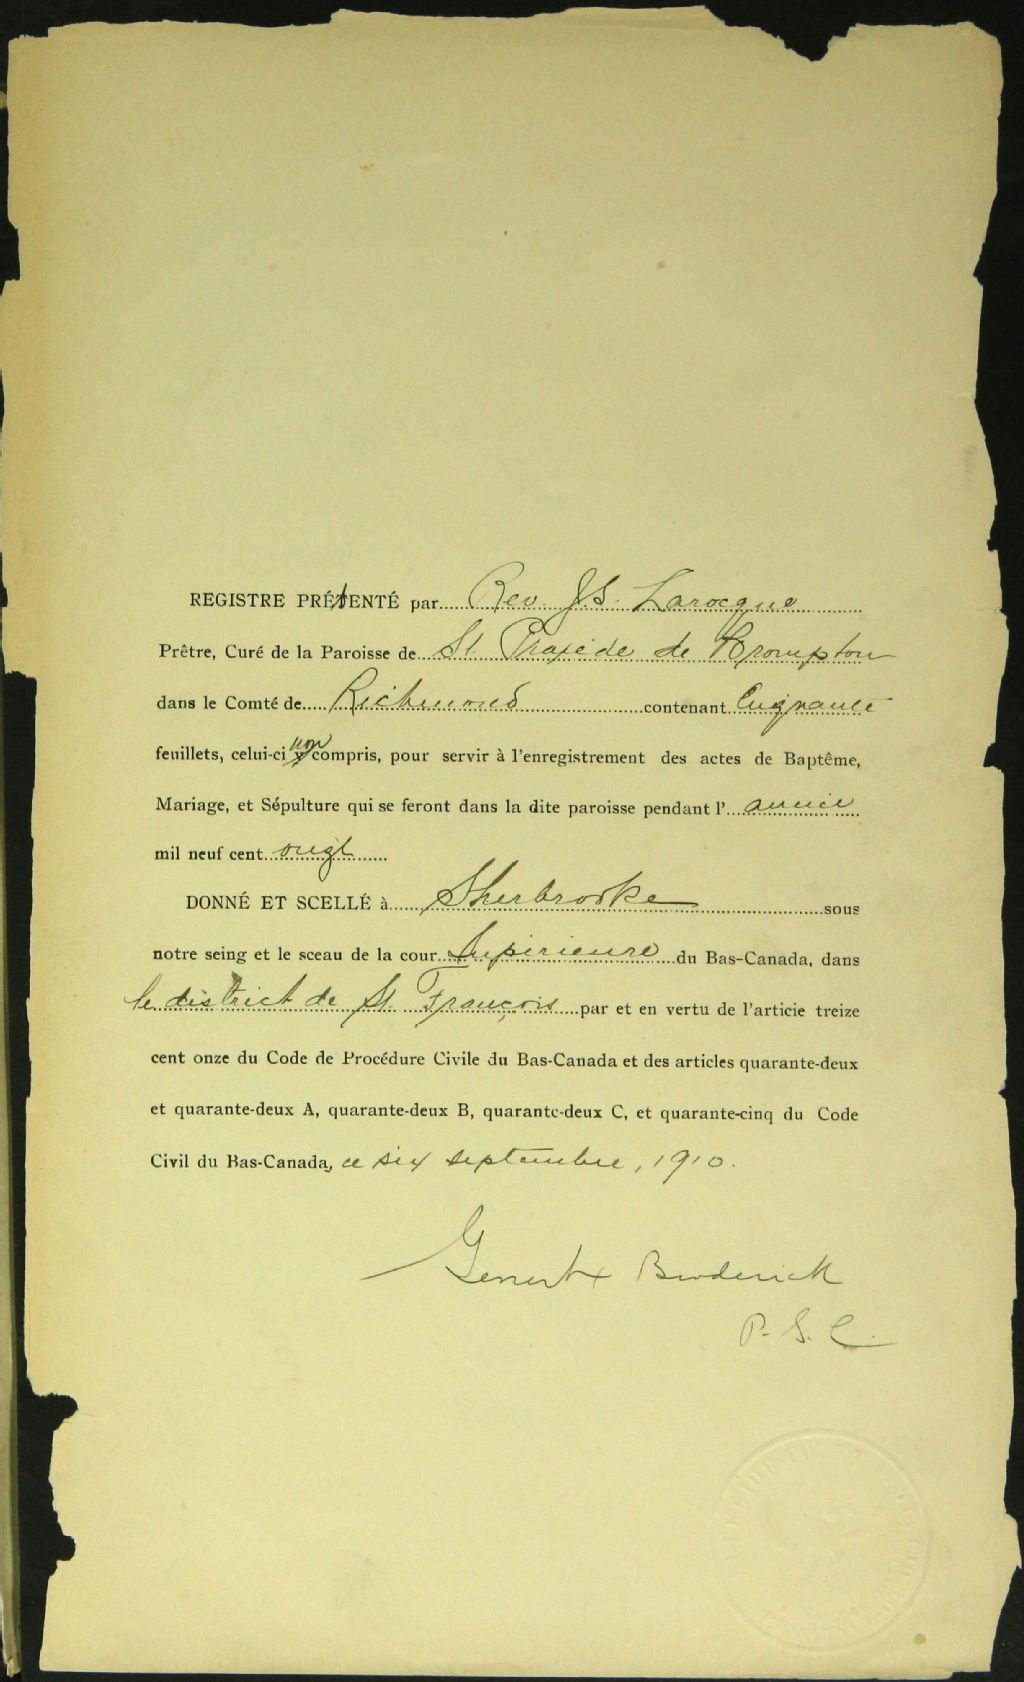 REGISTRE PRÉSENTÉ par Rev. J. S. Larocque
Prêtre, Curé de la Paroisse de St Praxède de Brompton
dans le Comté de Richmond contenant Cinquante
feuillets, celui-ci non compris, pour servir à l'enregistrement des actes de Baptême,
Mariage, et Sépulture qui se feront dans la dite paroisse pendant l' année
mil neuf cent onze
DONNÉ ET SCELLÉ à Sherbrooke sous
notre seing et le sceau de la cour Supérieure du Bas-Canada, dans
le district de St. François par et en vertu de l'articie treize
cent onze du Code de Procédure Civile du Bas-Canada et des articles quarante-deux
et quarante-deux A, quarante-deux B, quarante-deux C, et quarante-cinq du Code
Civil du Bas-Canada, ce six septembre, 1910.
Broderick
P. S. C.